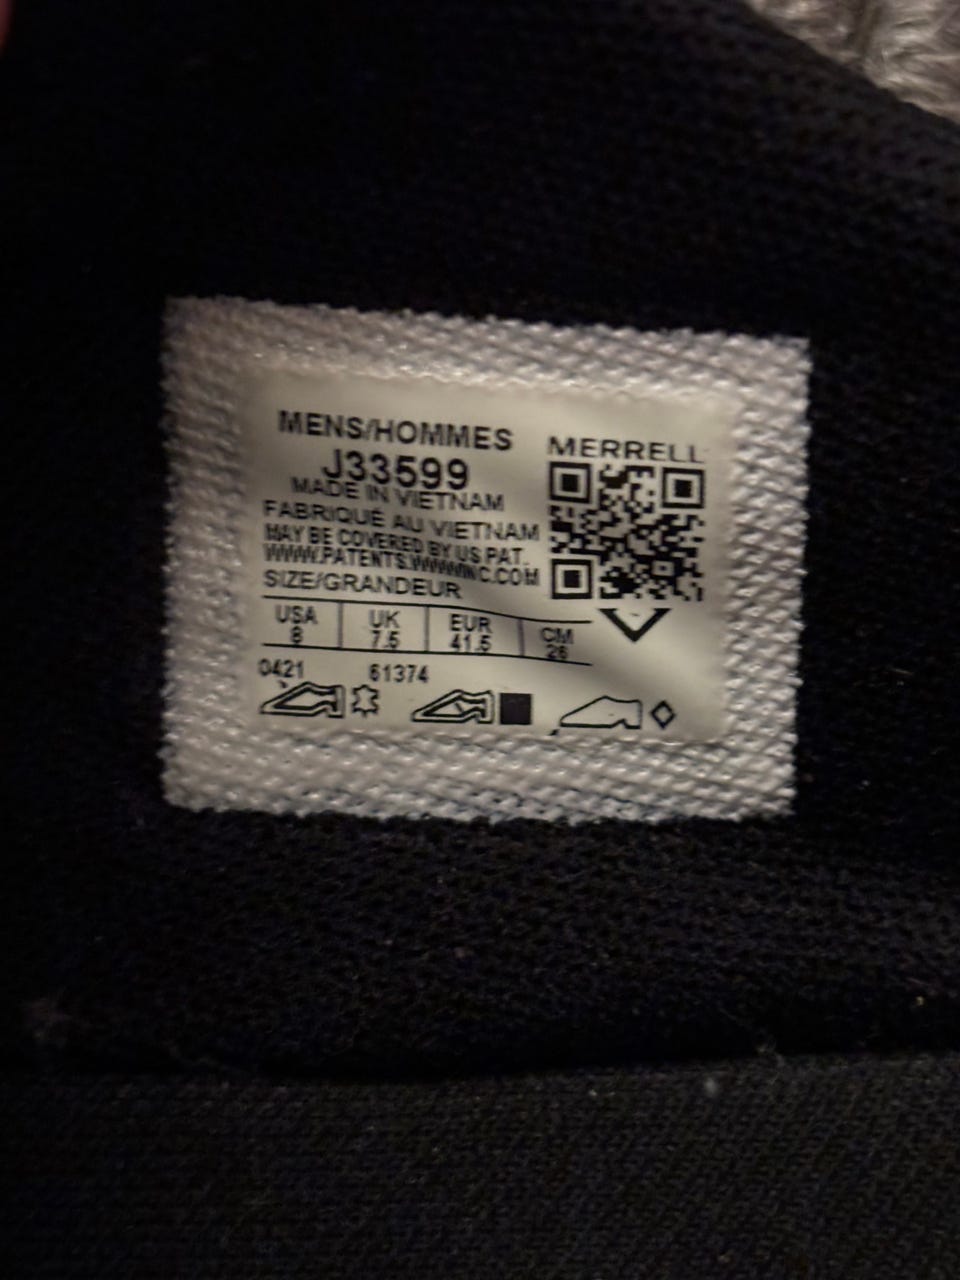 MENS/HOMMES
J33599
MADE IN VIETNAM
FABRIQUÉ AU VIETNAM
MAY BE COVERED BY US PAT.
WWW.PATENTS.WWWINC.COM
SIZE/GRANDEUR
USA UK EUR CM
8 7.5 41.5 26
0421 61374
MERRELL